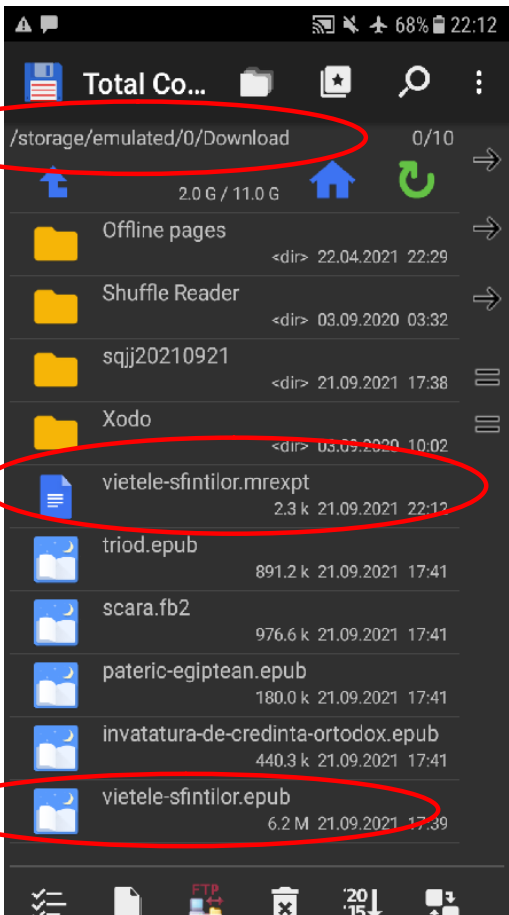 68% 22:12
Total Co...
/storage/emulated/0/Download 0/10
2.0 G / 11.0 G
Offline pages
<dir> 22.04.2021 22:29
Shuffle Reader
<dir> 03.09.2020 03:32
sqjj20210921
<dir> 21.09.2021 17:38
Xodo
<dir> 03.09.2020 10:02
vietele-sfintilor.mrexpt
2.3 k 21.09.2021 22:12
triod.epub
891.2 k 21.09.2021 17:41
scara.fb2
976.6 k 21.09.2021 17:41
pateric-egiptean.epub
180.0 k 21.09.2021 17:41
invatatura-de-credinta-ortodox.epub
440.3 k 21.09.2021 17:41
vietele-sfintilor.epub
6.2 M 21.09.2021 17:39
FTP
'20
'15